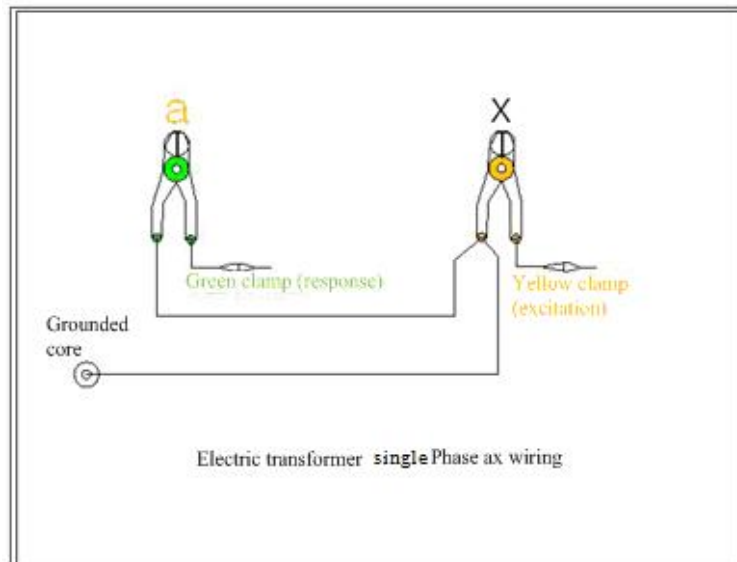 a
x
Green clamp (response)
Yellow clamp
(excitation)
Grounded
core
Electric transformer single Phase ax wiring